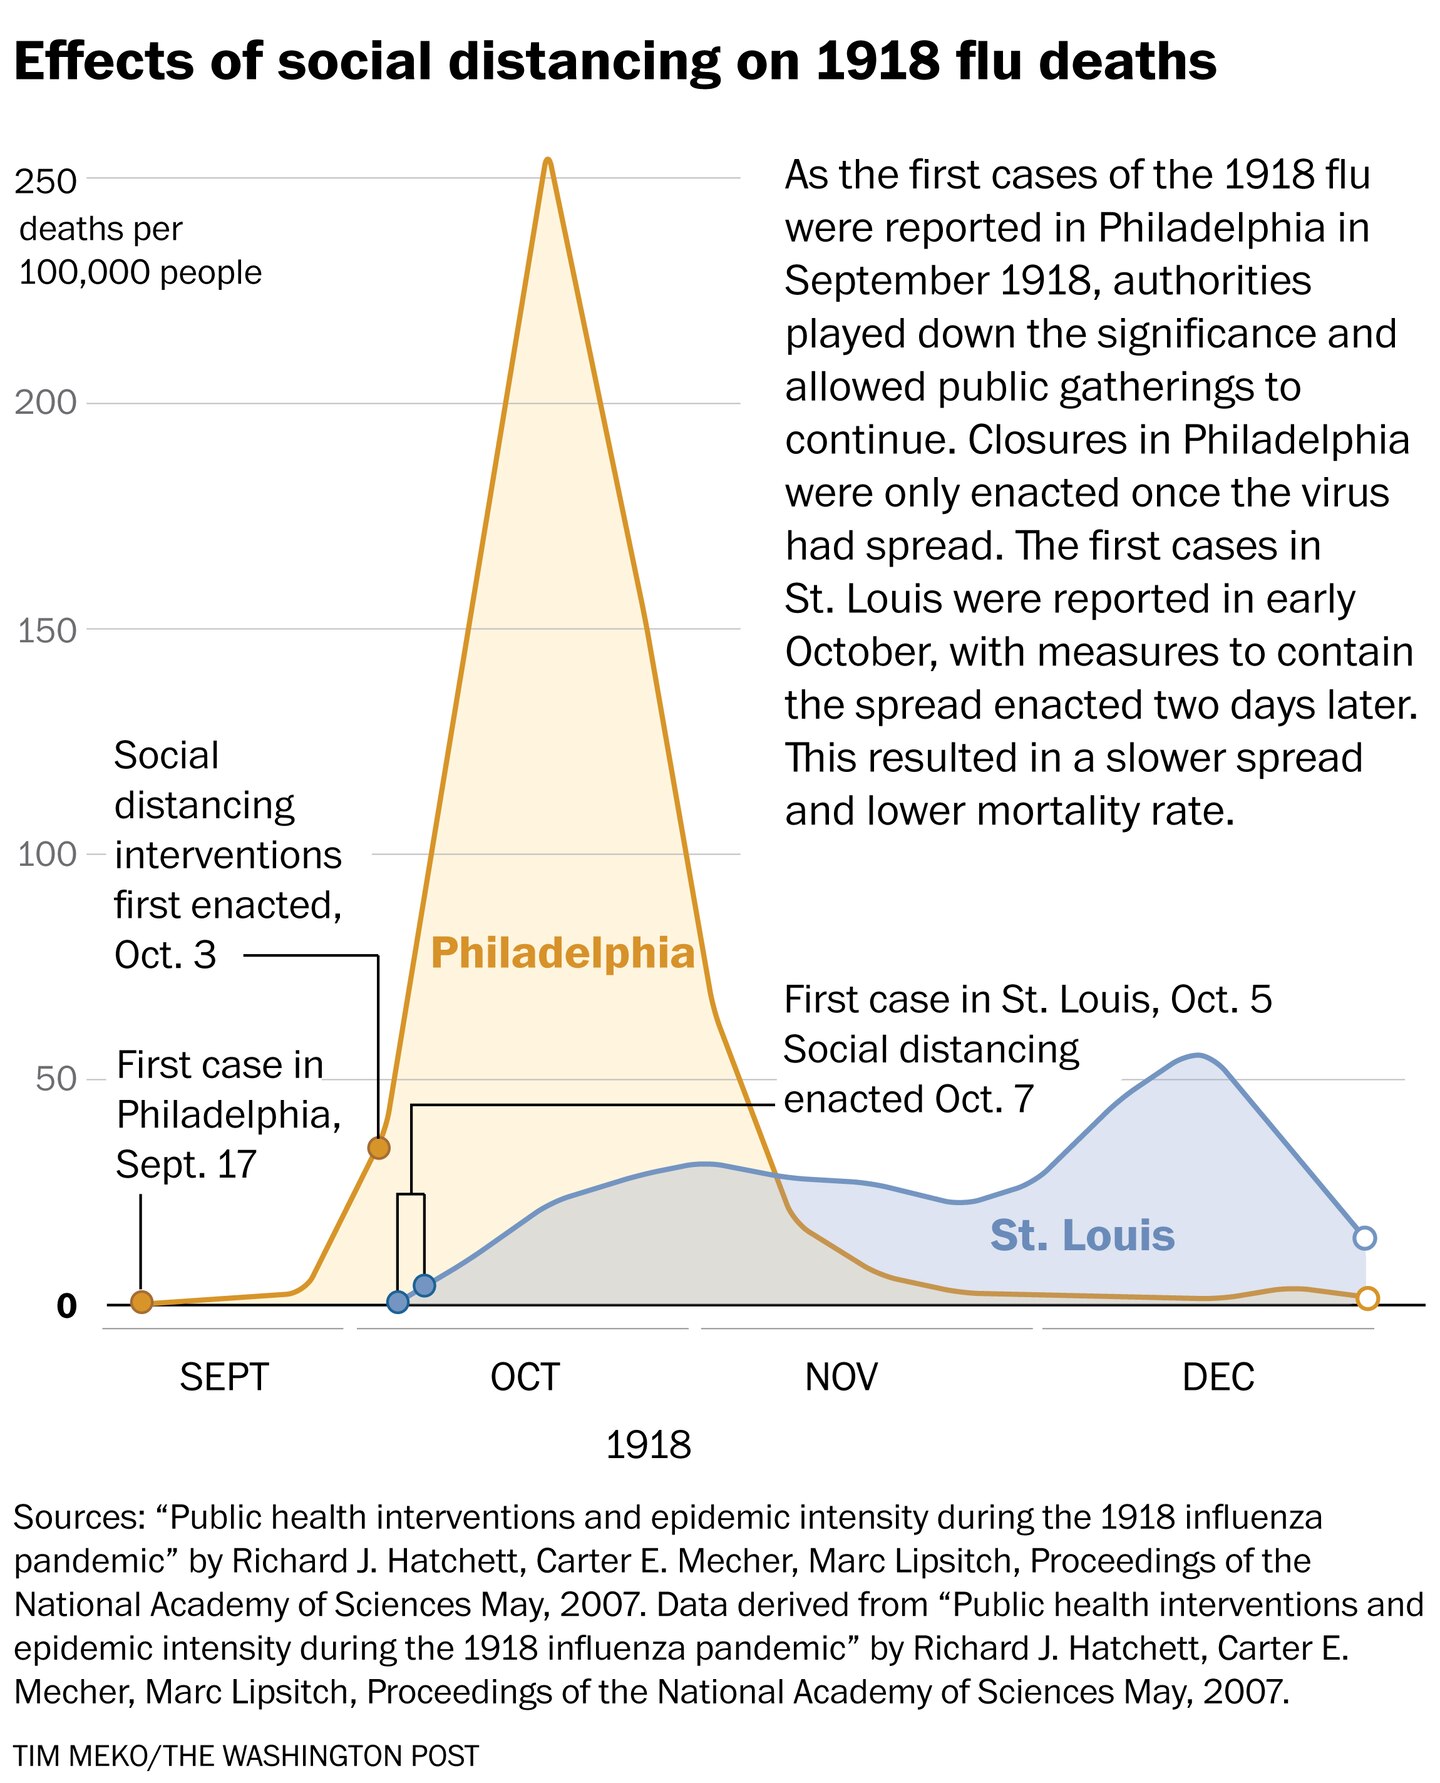 Effects of social distancing on 1918 flu deaths
250
deaths per
100,000 people
200
150
100
50
0
As the first cases of the 1918 flu
were reported in Philadelphia in
September 1918, authorities
played down the significance and
allowed public gatherings to
continue. Closures in Philadelphia
were only enacted once the virus
had spread. The first cases in
St. Louis were reported in early
October, with measures to contain
the spread enacted two days later.
This resulted in a slower spread
and lower mortality rate.
Social
distancing
interventions
first enacted,
Oct. 3
Philadelphia
First case in
Philadelphia,
Sept. 17
First case in St. Louis, Oct. 5
Social distancing
enacted Oct. 7
St. Louis
SEPT
OCT
NOV
DEC
1918
Sources: “Public health interventions and epidemic intensity during the 1918 influenza
pandemic” by Richard J. Hatchett, Carter E. Mecher, Marc Lipsitch, Proceedings of the
National Academy of Sciences May, 2007. Data derived from “Public health interventions and
epidemic intensity during the 1918 influenza pandemic” by Richard J. Hatchett, Carter E.
Mecher, Marc Lipsitch, Proceedings of the National Academy of Sciences May, 2007.
TIM MEKO/THE WASHINGTON POST